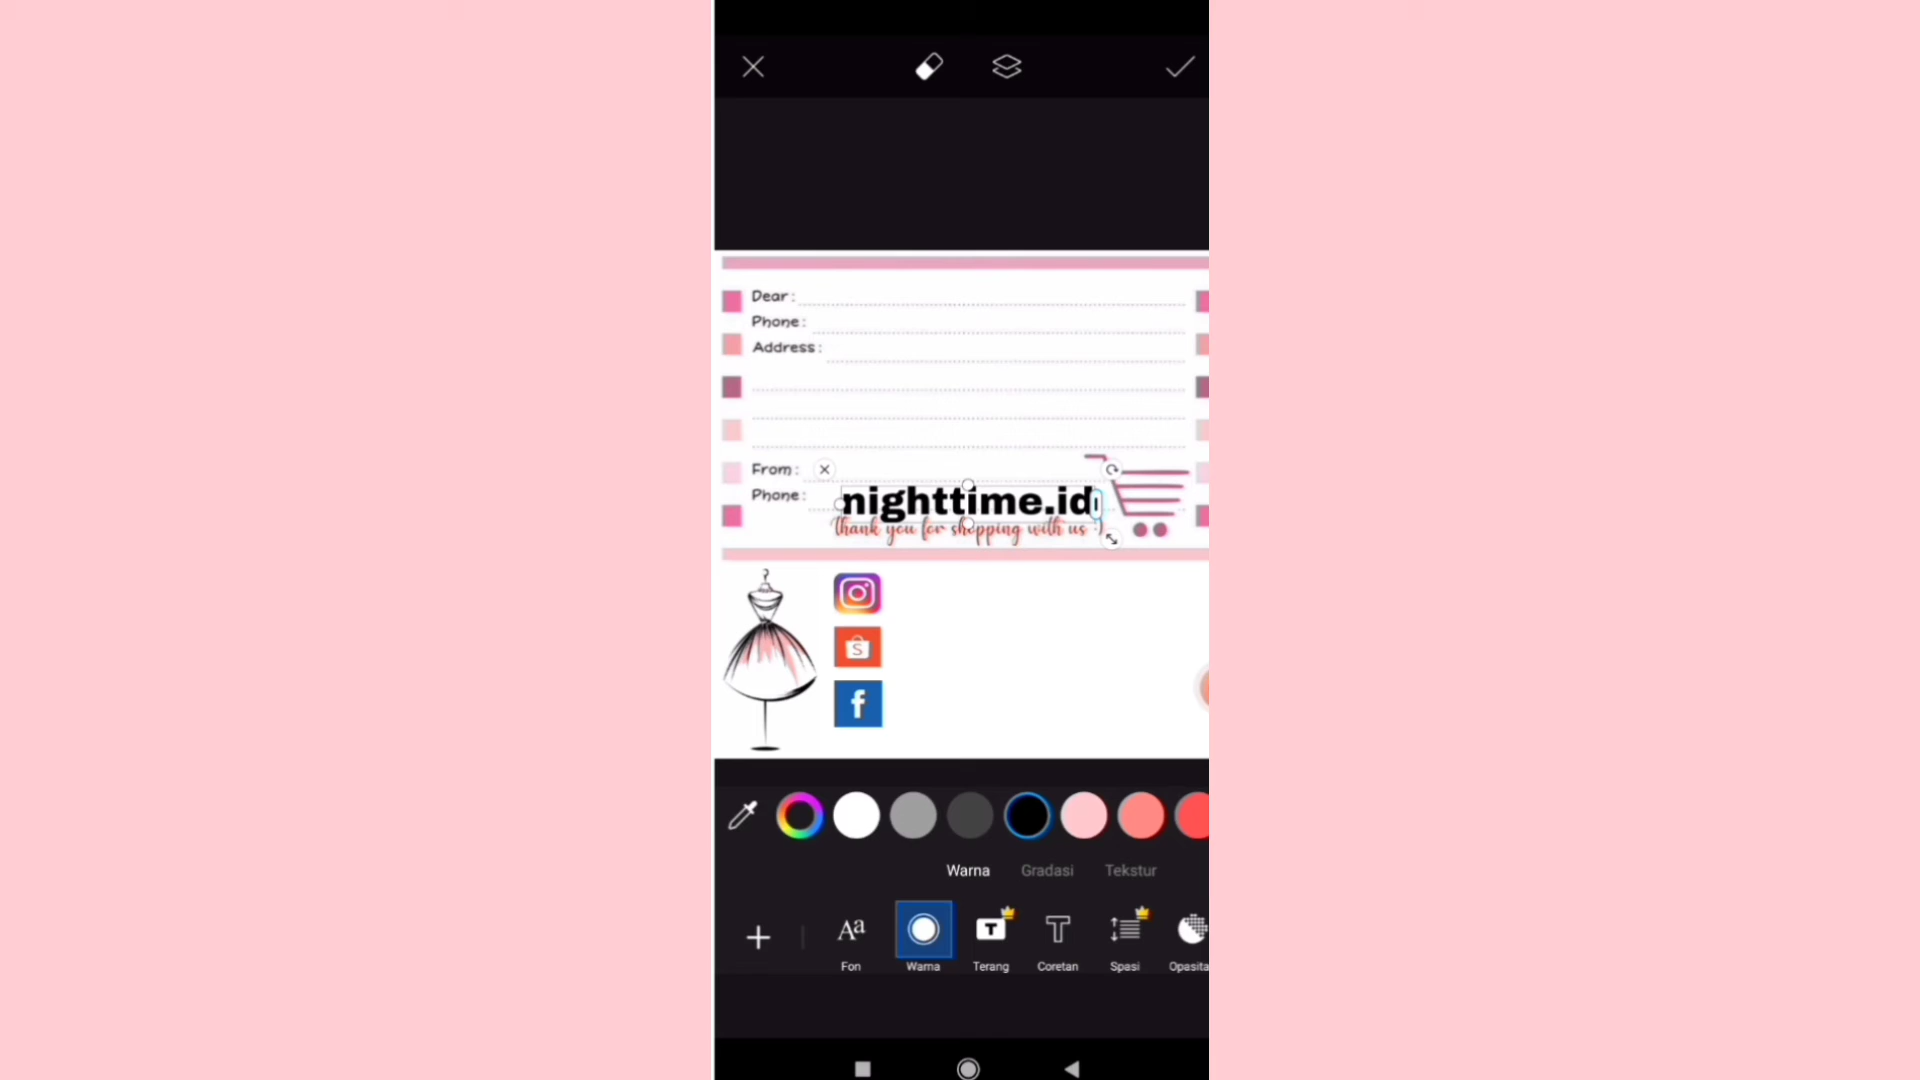 Dear :
Phone :
Address :
From :
Phone :
nighttime.id
thank you for shopping with us :)
S
f
Warna Gradasi Tekstur
Aa T T
Fon Warna Terang Coretan Spasi Opasita